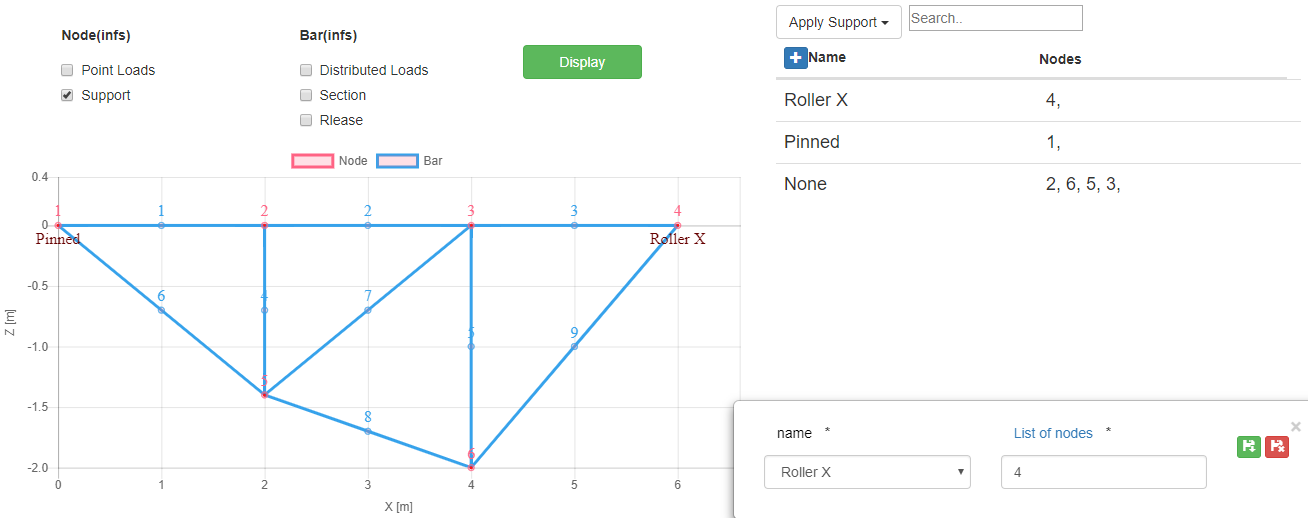 Node(infs)
Point Loads
Support
Bar(infs)
Distributed Loads
Section
Rlease
Display
Node Bar
0.4
0
-0.5
-1.0
-1.5
-2.0
Z [m]
1 1 2 2 3 3 4
Pinned Roller X
6 4 7 5 9
5
8
6
0 1 2 3 4 5 6
X [m]
Apply Support Search..
Name Nodes
Roller X 4,
Pinned 1,
None 2, 6, 5, 3,
name * List of nodes * ×
Roller X 4